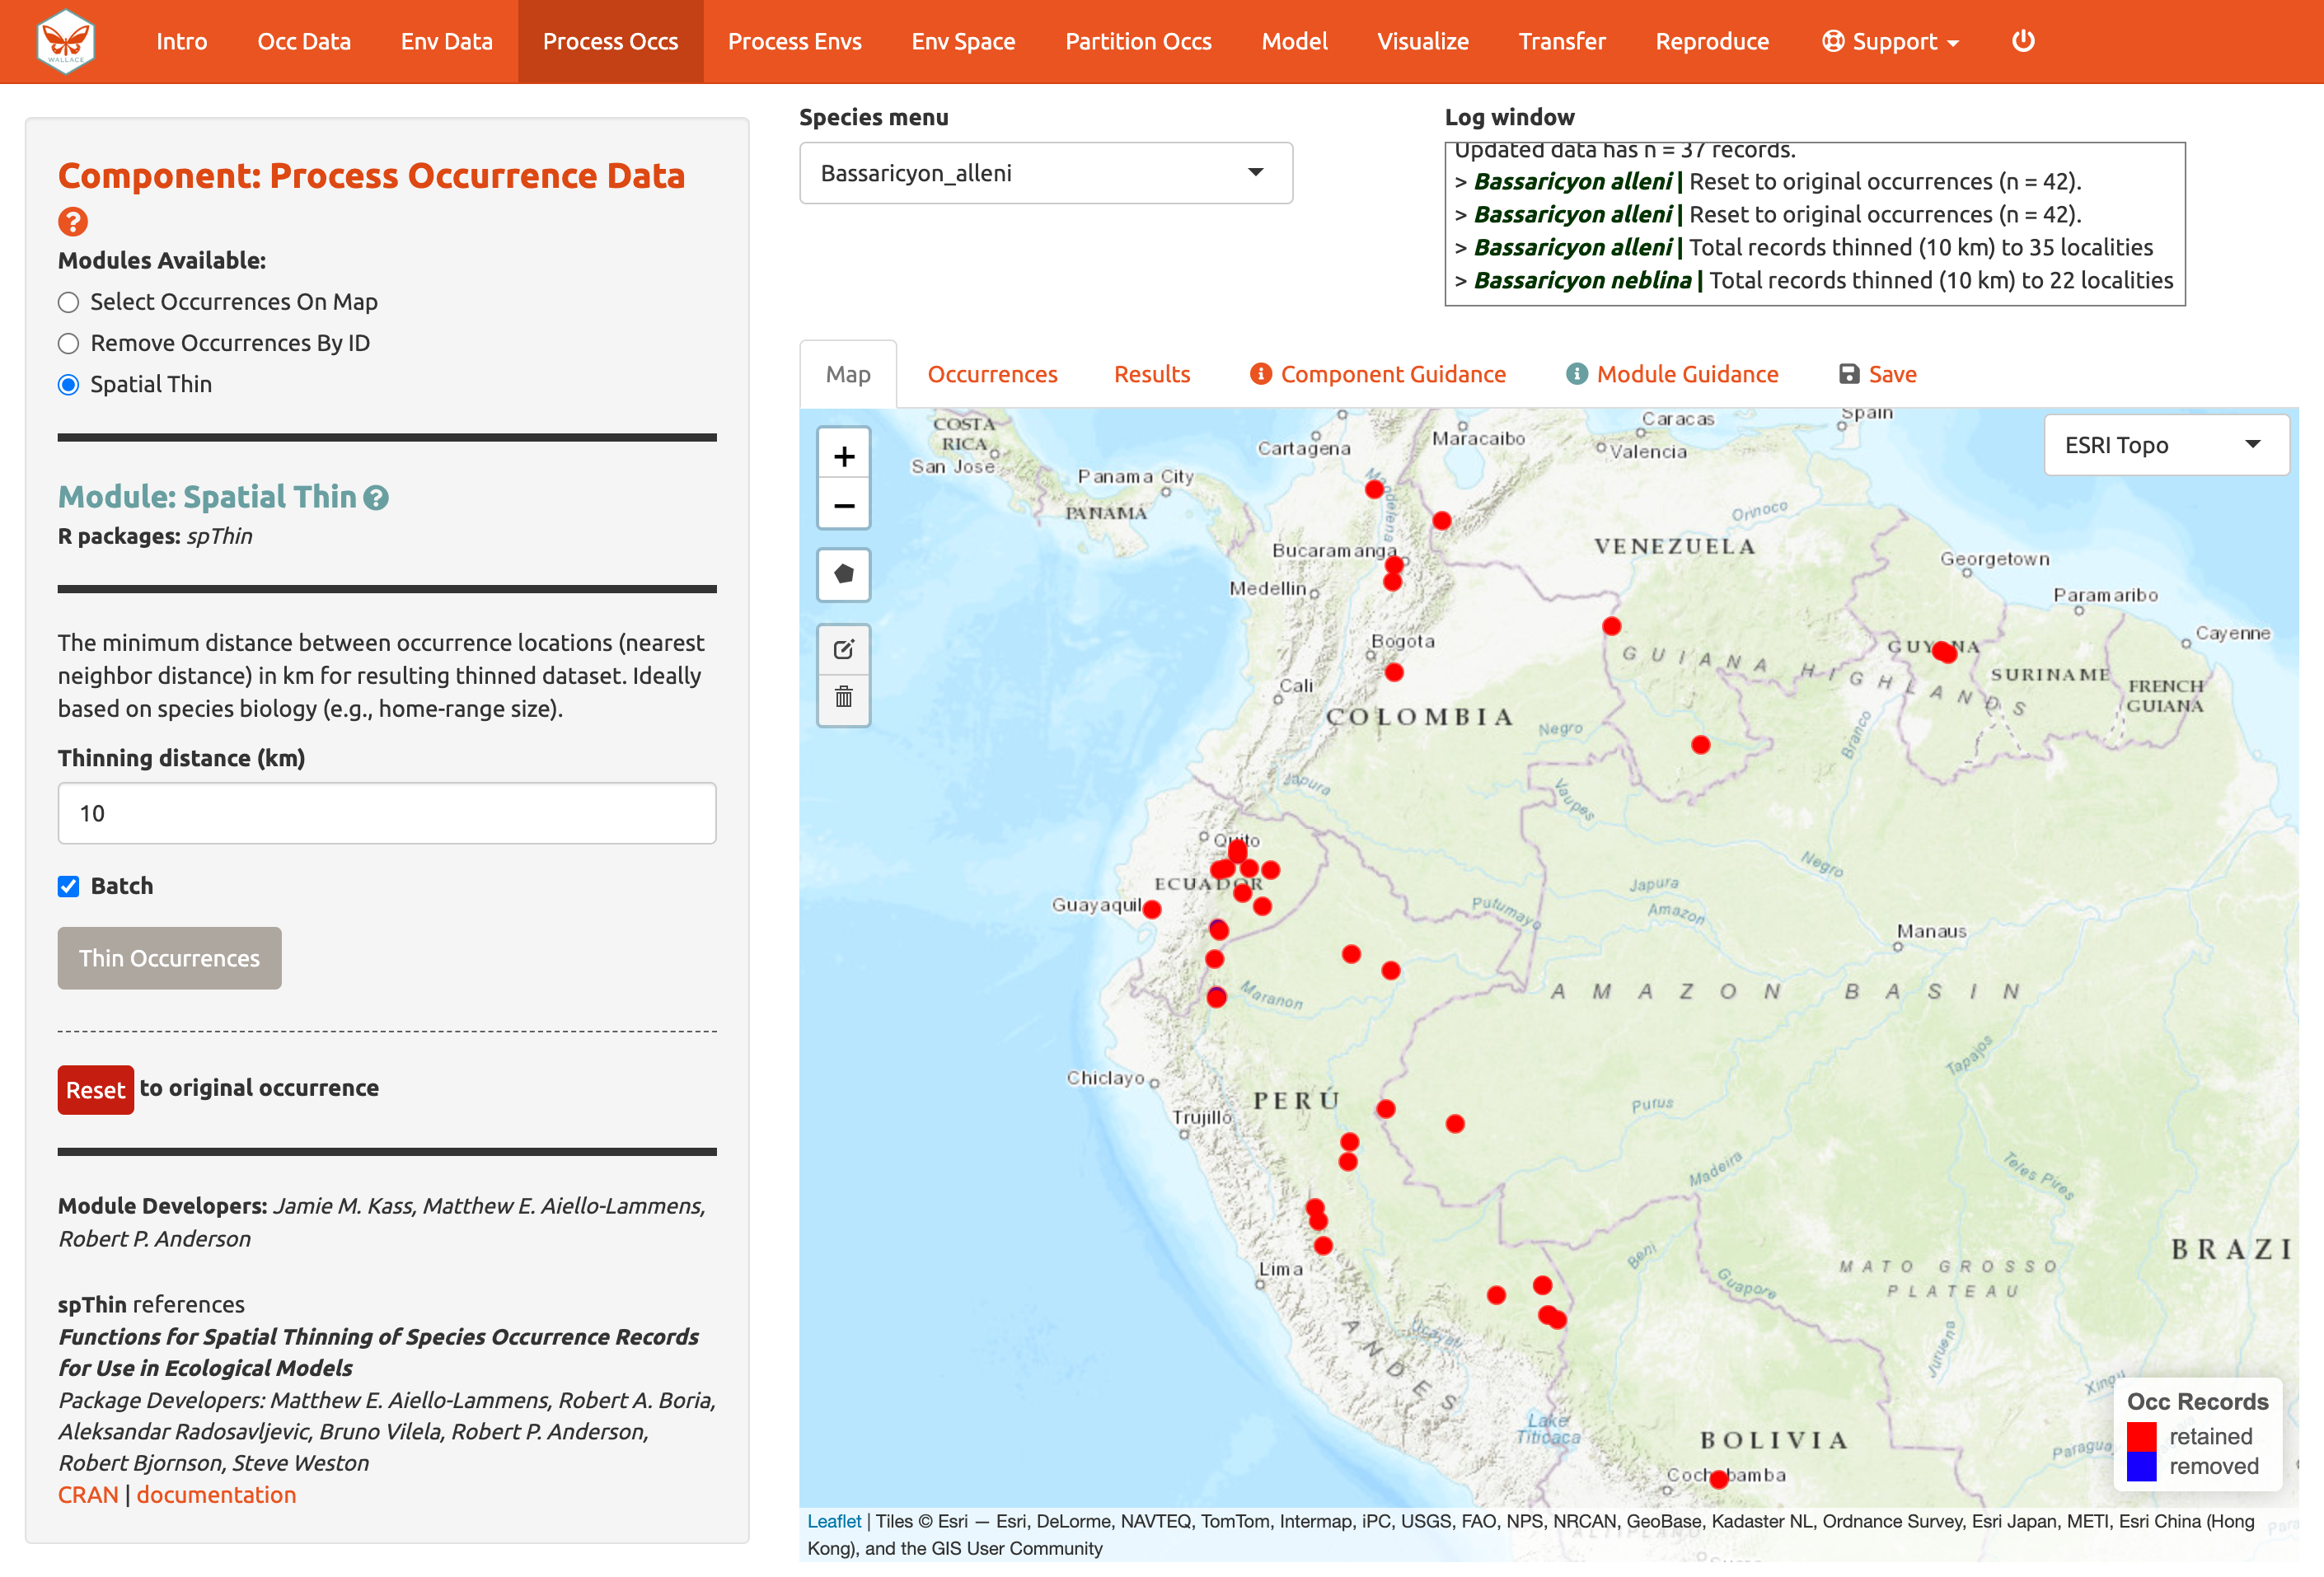 WALLACE
Intro
Occ Data
Env Data
Process Occs
Process Envs
Env Space
Partition Occs
Model
Visualize
Transfer
Reproduce
Support
Component: Process Occurrence Data
?
Modules Available:
Select Occurrences On Map
Remove Occurrences By ID
Spatial Thin
Module: Spatial Thin ?
R packages: spThin
The minimum distance between occurrence locations (nearest
neighbor distance) in km for resulting thinned dataset. Ideally
based on species biology (e.g., home-range size).
Thinning distance (km)
10
Batch
Thin Occurrences
Reset to original occurrence
Module Developers: Jamie M. Kass, Matthew E. Aiello-Lammens,
Robert P. Anderson
spThin references
Functions for Spatial Thinning of Species Occurrence Records
for Use in Ecological Models
Package Developers: Matthew E. Aiello-Lammens, Robert A. Boria,
Aleksandar Radosavljevic, Bruno Vilela, Robert P. Anderson,
Robert Bjornson, Steve Weston
CRAN | documentation
Species menu
Bassaricyon_alleni
Log window
Updated data has n = 37 records.
> Bassaricyon alleni | Reset to original occurrences (n = 42).
> Bassaricyon alleni | Reset to original occurrences (n = 42).
> Bassaricyon alleni | Total records thinned (10 km) to 35 localities
> Bassaricyon neblina | Total records thinned (10 km) to 22 localities
Map
Occurrences
Results
Component Guidance
Module Guidance
Save
+
−
ESRI Topo
COSTA
RICA
San Jose
Panama City
PANAMÁ
Cartagena
Maracaibo
Caracas
Valencia
Spain
Magdalena
Orinoco
VENEZUELA
Bucaramanga
Medellin
Georgetown
Paramaribo
Cayenne
Bogota
GUYANA
GUIANA HIGHLANDS
SURINAME
FRENCH
GUIANA
Cali
COLOMBIA
Negro
Branco
Japura
Vaupes
Quito
ECUADOR
Guayaquil
Negro
Japura
Putumayo
Amazon
Manaus
Maranon
AMAZON BASIN
Tapajos
Chiclayo
PERÚ
Trujillo
Purus
Madeira
Teles Pires
Lima
Beni
Guapore
MATO GROSSO
PLATEAU
BRAZI
Ucayali
ANDES
Juruena
Xingu
Lake
Titicaca
BOLIVIA
Cochabamba
Paragua
ALTIPLANO
Sucre
Para
Occ Records
retained
removed
Leaflet | Tiles © Esri — Esri, DeLorme, NAVTEQ, TomTom, Intermap, iPC, USGS, FAO, NPS, NRCAN, GeoBase, Kadaster NL, Ordnance Survey, Esri Japan, METI, Esri China (Hong
Kong), and the GIS User Community